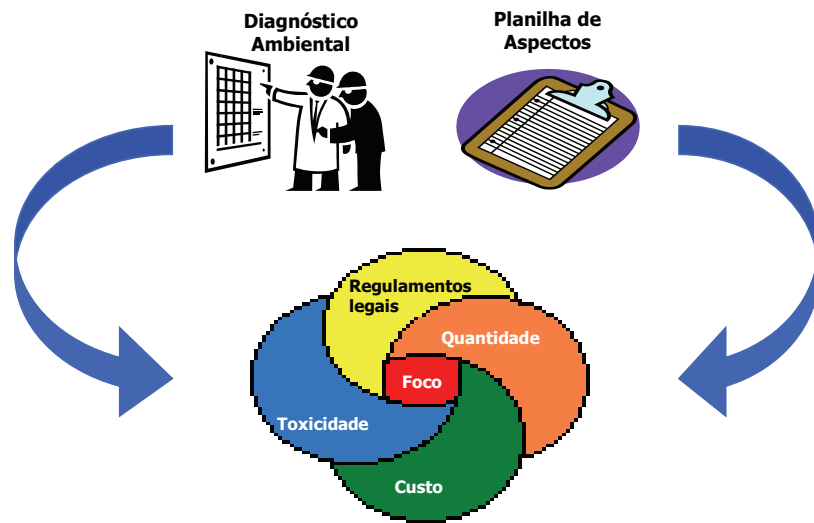 Diagnóstico
Ambiental
Planilha de
Aspectos
Regulamentos
legais
Quantidade
Foco
Toxicidade
Custo